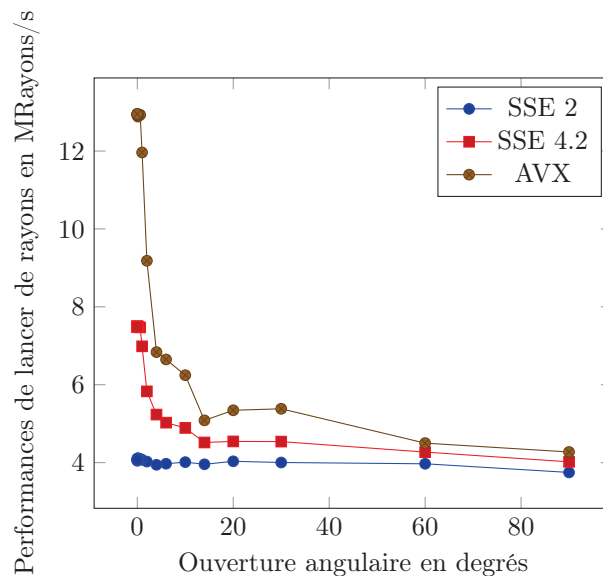 Performances de lancer de rayons en MRayons/s
12
10
8
6
4
0
20
40
60
80
Ouverture angulaire en degrés
SSE 2
SSE 4.2
AVX